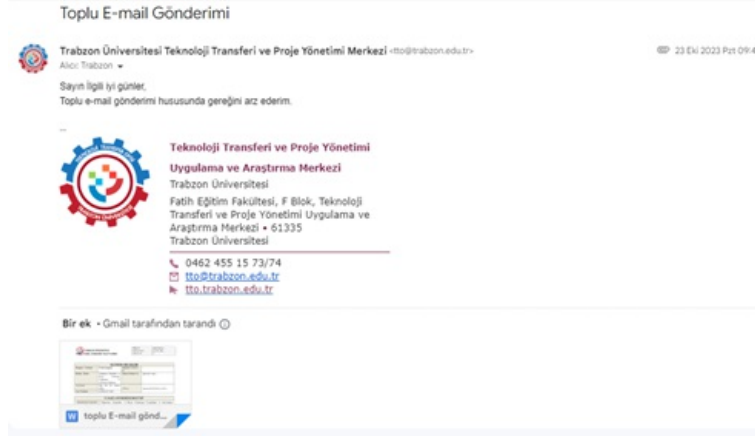 Toplu E-mail Gönderimi
Trabzon Üniversitesi Teknoloji Transferi ve Proje Yönetimi Merkezi <tto@trabzon.edu.tr>
23 Eki 2023 Pzt 09:4
Alıcı: Trabzon
Sayın İlgili iyi günler,
Toplu e-mail gönderimi hususunda gereğini arz ederim.
--
Teknoloji Transferi ve Proje Yönetimi
Uygulama ve Araştırma Merkezi
Trabzon Üniversitesi
Fatih Eğitim Fakültesi, F Blok, Teknoloji
Transferi ve Proje Yönetimi Uygulama ve
Araştırma Merkezi • 61335
Trabzon Üniversitesi
0462 455 15 73/74
tto@trabzon.edu.tr
tto.trabzon.edu.tr
Bir ek • Gmail tarafından tarandı
W toplu E-mail gönd...